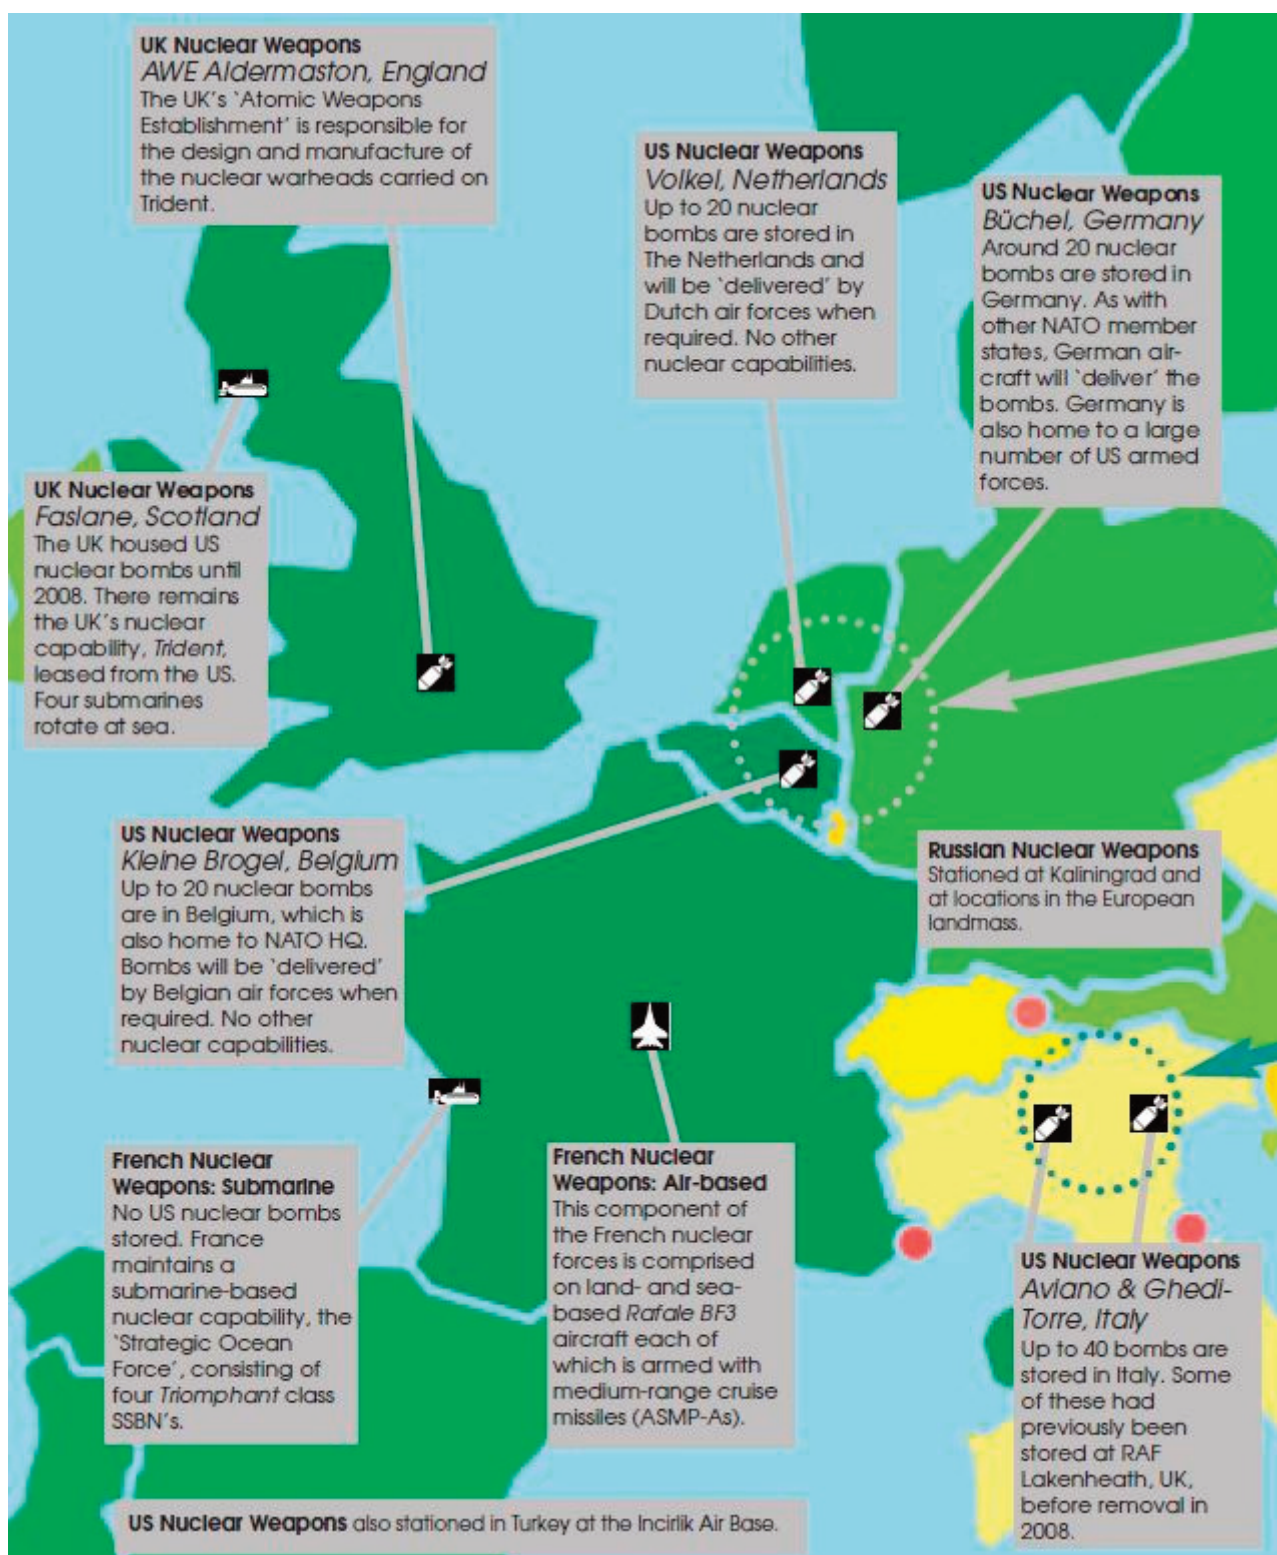 UK Nuclear Weapons
AWE Aldermaston, England
The UK's 'Atomic Weapons
Establishment' is responsible for
the design and manufacture of
the nuclear warheads carried on
Trident.
US Nuclear Weapons
Volkel, Netherlands
Up to 20 nuclear
bombs are stored in
The Netherlands and
will be 'delivered' by
Dutch air forces when
required. No other
nuclear capabilities.
US Nuclear Weapons
Büchel, Germany
Around 20 nuclear
bombs are stored in
Germany. As with
other NATO member
states, German air-
craft will 'deliver' the
bombs. Germany is
also home to a large
number of US armed
forces.
UK Nuclear Weapons
Faslane, Scotland
The UK housed US
nuclear bombs until
2008. There remains
the UK's nuclear
capability, Trident,
leased from the US.
Four submarines
rotate at sea.
US Nuclear Weapons
Kleine Brogel, Belgium
Up to 20 nuclear bombs
are in Belgium, which is
also home to NATO HQ.
Bombs will be 'delivered'
by Belgian air forces when
required. No other
nuclear capabilities.
Russian Nuclear Weapons
Stationed at Kaliningrad and
at locations in the European
landmass.
French Nuclear
Weapons: Submarine
No US nuclear bombs
stored. France
maintains a
submarine-based
nuclear capability, the
'Strategic Ocean
Force', consisting of
four Triomphant class
SSBN's.
French Nuclear
Weapons: Air-based
This component of
the French nuclear
forces is comprised
on land- and sea-
based Rafale BF3
aircraft each of
which is armed with
medium-range cruise
missiles (ASMP-As).
US Nuclear Weapons
Aviano & Ghedi-
Torre, Italy
Up to 40 bombs are
stored in Italy. Some
of these had
previously been
stored at RAF
Lakenheath, UK,
before removal in
2008.
US Nuclear Weapons also stationed in Turkey at the Incirlik Air Base.